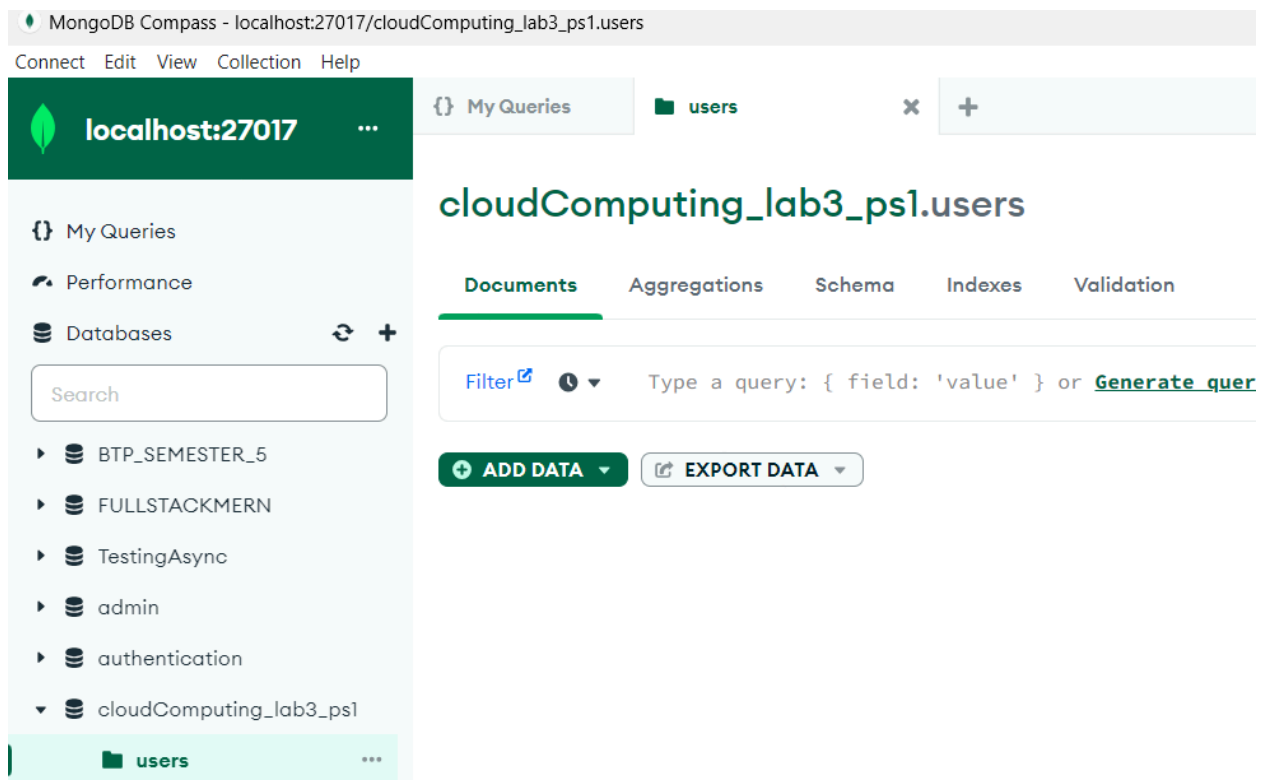 MongoDB Compass - localhost:27017/cloudComputing_lab3_ps1.users
Connect Edit View Collection Help
localhost:27017 ...
{} My Queries
users
{} My Queries
Performance
Databases
Search
BTP_SEMESTER_5
FULLSTACKMERN
TestingAsync
admin
authentication
cloudComputing_lab3_ps1
users ...
cloudComputing_lab3_ps1.users
Documents Aggregations Schema Indexes Validation
Filter Type a query: { field: 'value' } or Generate quer
ADD DATA EXPORT DATA